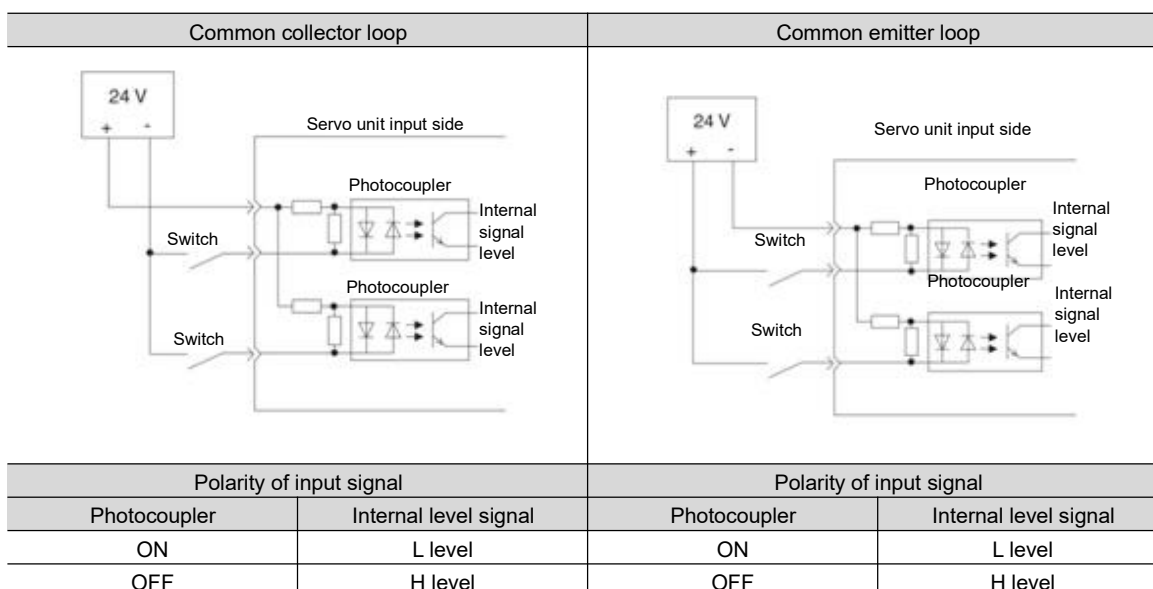 Common collector loop
Common emitter loop
24 V
+ -
Servo unit input side
Photocoupler
Internal
signal
level
Switch
Photocoupler
Internal
signal
level
Switch
24 V
+ -
Servo unit input side
Photocoupler
Internal
signal
level
Switch
Photocoupler
Internal
signal
level
Switch
Polarity of input signal Polarity of input signal
Photocoupler Internal level signal Photocoupler Internal level signal
ON L level ON L level
OFF H level OFF H level